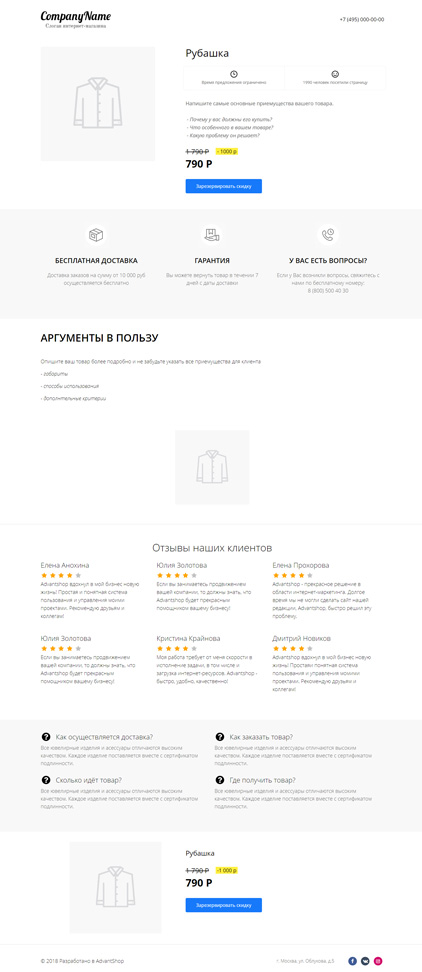 CompanyName
Слоган интернет-магазина
+7 (495) 000-00-00
Рубашка
Время предложения ограничено
1990 человек посетили страницу
Напишите самые основные преимущества вашего товара.
- Почему у вас должны его купить?
- Что особенного в вашем товаре?
- Какую проблему он решает?
1 790 Р
- 1000 р
790 Р
Зарезервировать скидку
БЕСПЛАТНАЯ ДОСТАВКА
Доставка заказов на сумму от 10 000 руб
осуществляется бесплатно
ГАРАНТИЯ
Вы можете вернуть товар в течении 7
дней с даты доставки
У ВАС ЕСТЬ ВОПРОСЫ?
Если у Вас возникли вопросы, свяжитесь с
нами по бесплатному номеру:
8 (800) 500 40 30
АРГУМЕНТЫ В ПОЛЬЗУ
Опишите ваш товар более подробно и не забудьте указать все преимущества для клиента
- габариты
- способы использования
- дополнительные критерии
Отзывы наших клиентов
Елена Анохина
Advantshop вдохнул в мой бизнес новую
жизнь! Простая и понятная система
пользования и управления моими
проектами. Рекомендую друзьям и
коллегам!
Юлия Золотова
Если вы занимаетесь продвижением
вашей компании, то должны знать, что
Advantshop будет прекрасным
помощником вашему бизнесу!
Елена Прохорова
Advantshop - прекрасное решение в
области интернет-маркетинга. Долгое
время мы не могли сделать сайт нашей
редакции. Advantshop, быстро решил эту
проблему.
Юлия Золотова
Если вы занимаетесь продвижением
вашей компании, то должны знать, что
Advantshop будет прекрасным
помощником вашему бизнесу!
Кристина Крайнова
Моя работа требует от меня скорости в
исполнение задачи, в том числе и
загрузка интернет-ресурсов. Advantshop -
быстро, удобно, качественно!
Дмитрий Новиков
Advantshop вдохнул в мой бизнес новую
жизнь! Простая и понятная система
пользования и управления моими
проектами. Рекомендую друзьям и
коллегам!
Как осуществляется доставка?
Все ювелирные изделия и асессуары отличаются высоким
качеством. Каждое изделие поставляется вместе с сертификатом
подлинности.
Как заказать товар?
Все ювелирные изделия и асессуары отличаются высоким
качеством. Каждое изделие поставляется вместе с сертификатом
подлинности.
Сколько идёт товар?
Все ювелирные изделия и асессуары отличаются высоким
качеством. Каждое изделие поставляется вместе с сертификатом
подлинности.
Где получить товар?
Все ювелирные изделия и асессуары отличаются высоким
качеством. Каждое изделие поставляется вместе с сертификатом
подлинности.
Рубашка
1 790 Р
-1 000 р
790 Р
Зарезервировать скидку
© 2018 Разработано в AdvantShop
г. Москва, ул. Облукова, д.5